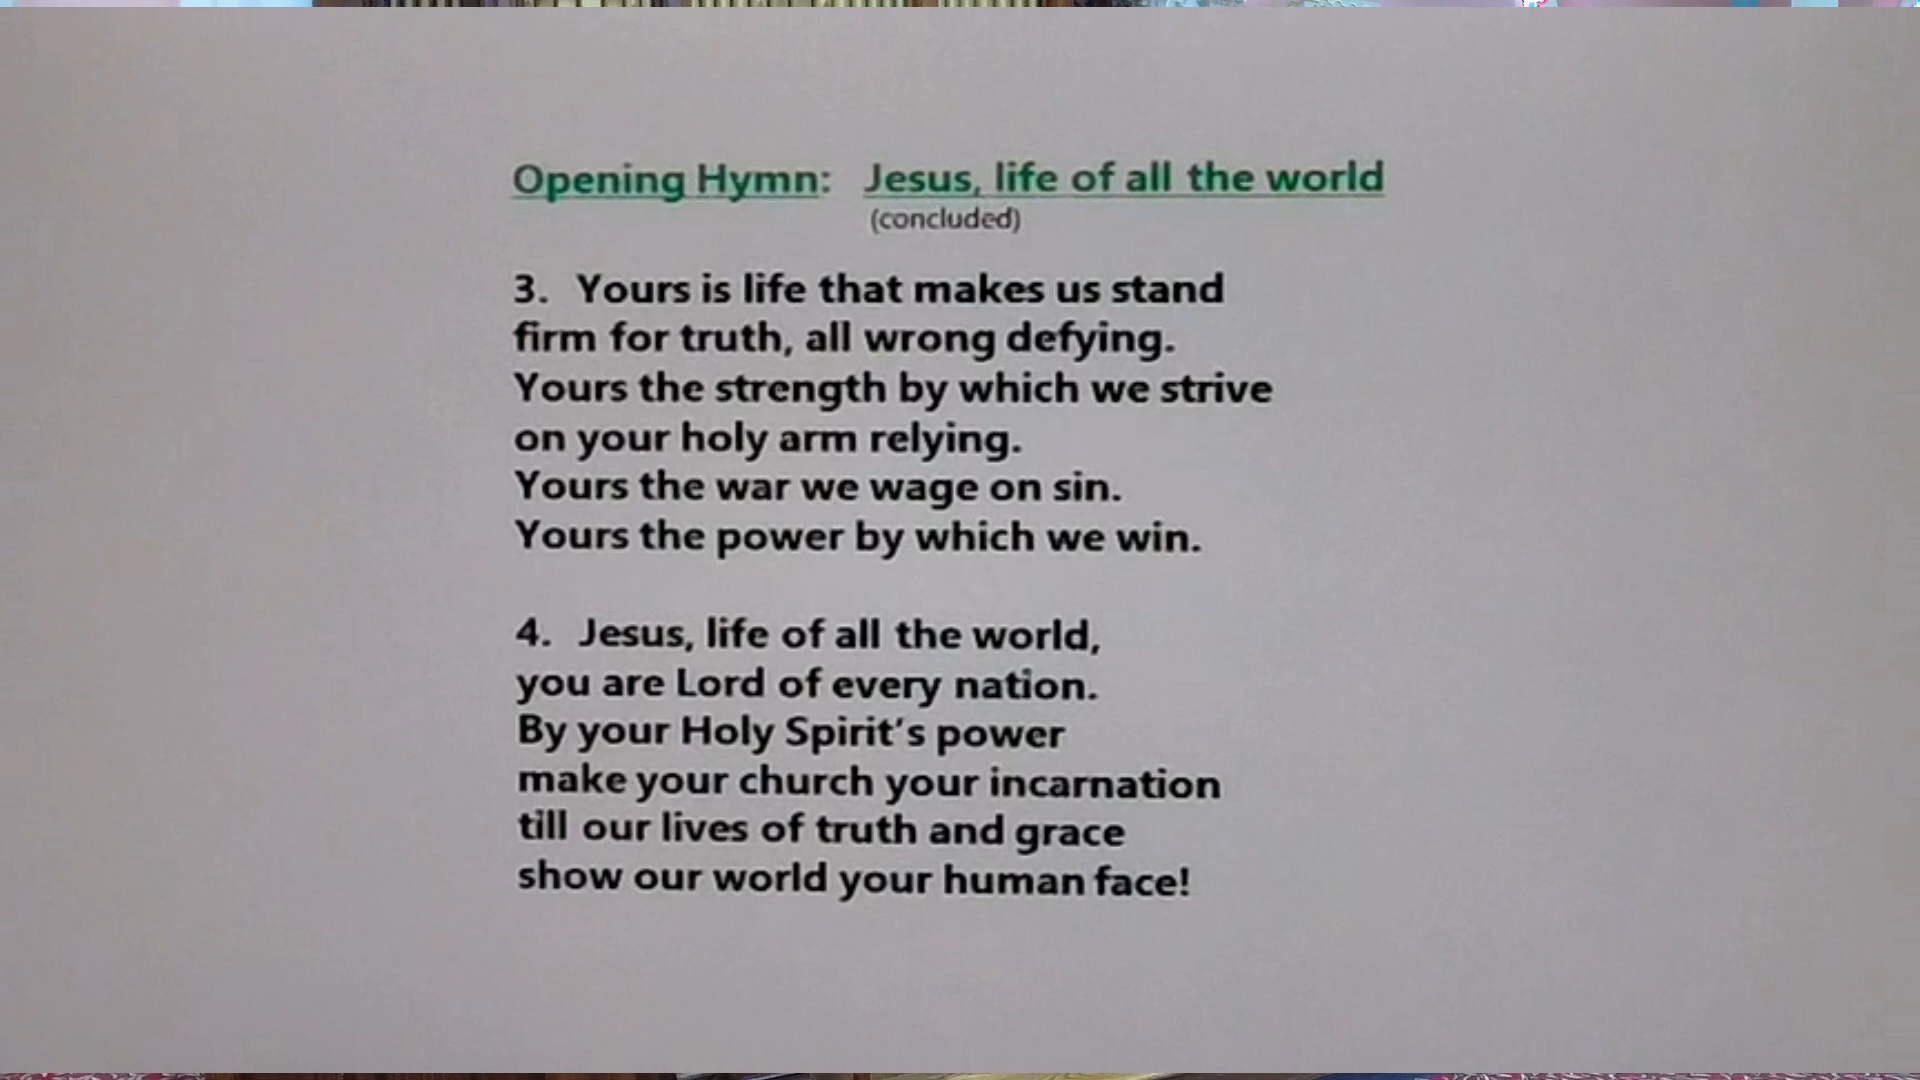 Opening Hymn: Jesus, life of all the world
(concluded)
3. Yours is life that makes us stand
firm for truth, all wrong defying.
Yours the strength by which we strive
on your holy arm relying.
Yours the war we wage on sin.
Yours the power by which we win.
4. Jesus, life of all the world,
you are Lord of every nation.
By your Holy Spirit's power
make your church your incarnation
till our lives of truth and grace
show our world your human face!